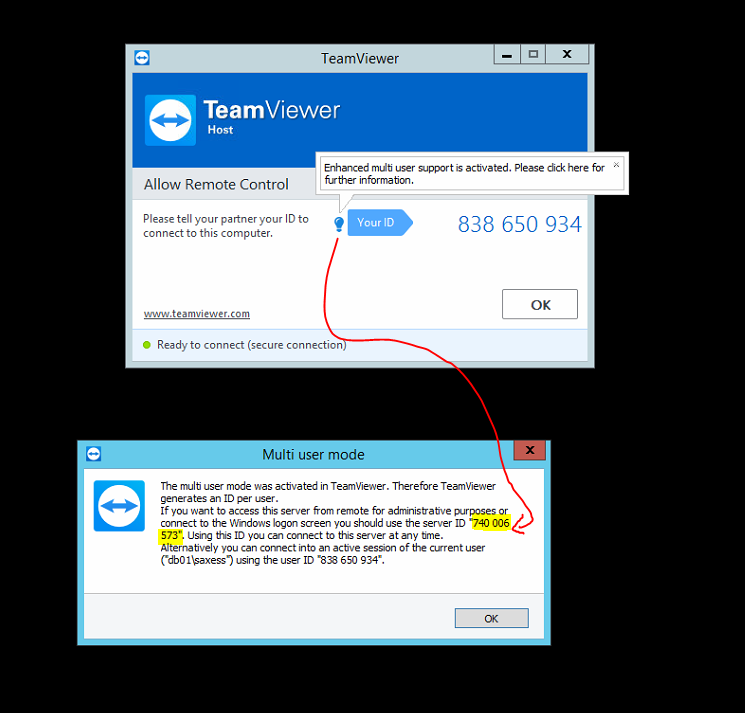 TeamViewer
TeamViewer
Host
Enhanced multi user support is activated. Please click here for
further information.
Allow Remote Control
Please tell your partner your ID to
connect to this computer.
Your ID
838 650 934
OK
www.teamviewer.com
Ready to connect (secure connection)
Multi user mode
The multi user mode was activated in TeamViewer. Therefore TeamViewer
generates an ID per user.
If you want to access this server from remote for administrative purposes or
connect to the Windows logon screen you should use the server ID "740 006
573". Using this ID you can connect to this server at any time.
Alternatively you can connect into an active session of the current user
("db01\saxess") using the user ID "838 650 934".
OK